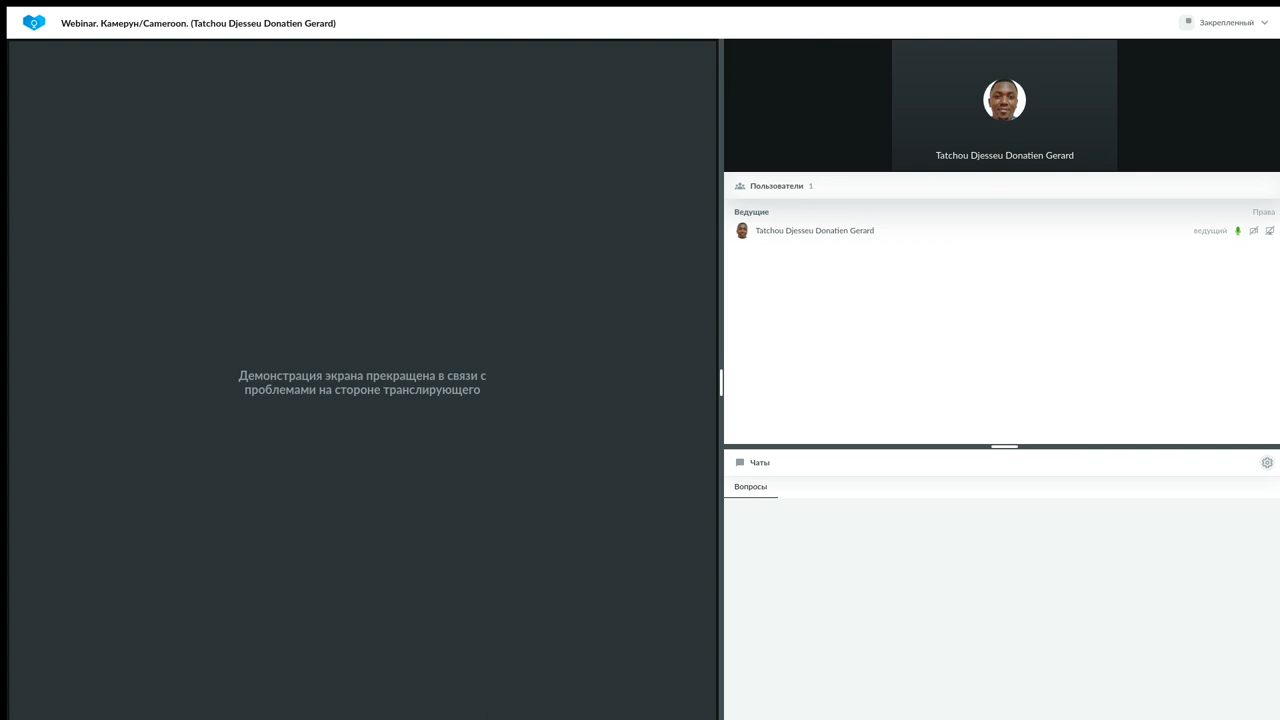 Webinar. Камерун/Cameroon. (Tatchou Djesseu Donatien Gerard)
Закрепленный
Tatchou Djesseu Donatien Gerard
Пользователи 1
Ведущие Права
Tatchou Djesseu Donatien Gerard ведущий
Демонстрация экрана прекращена в связи с
проблемами на стороне транслирующего
Чаты
Вопросы